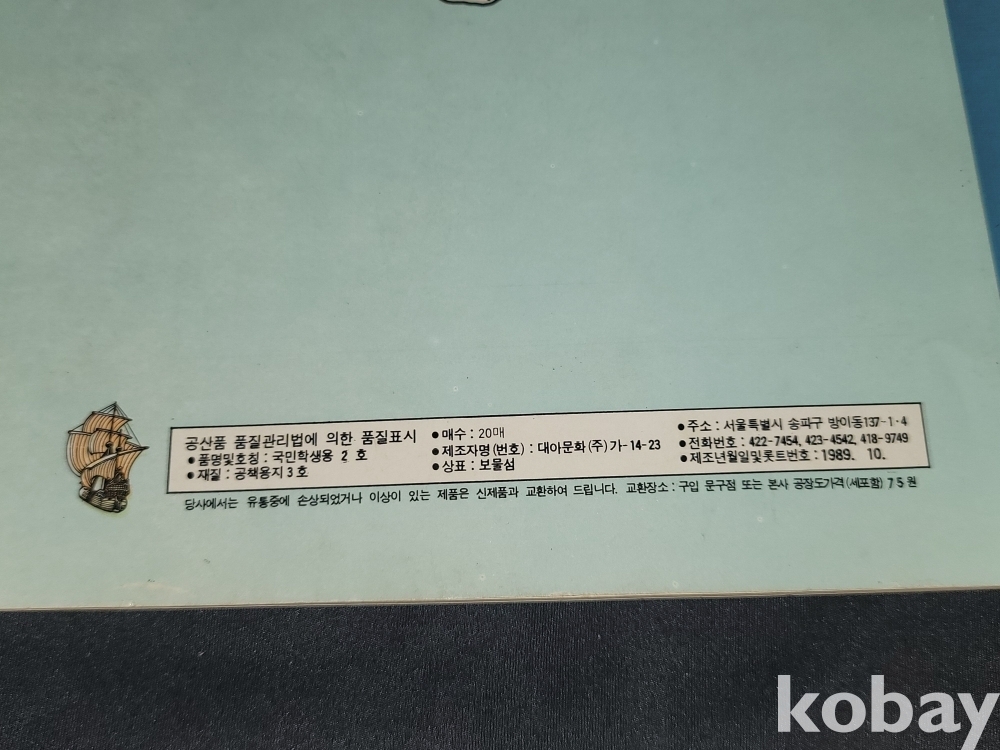 공산품 품질관리법에 의한 품질표시
●품명및호칭 : 국민학생용 2 호
●재질 : 공책용지 3 호
●매수 : 20매
●제조자명(번호) : 대아문화(주)가-14-23
●상표 : 보물섬
●주소 : 서울특별시 송파구 방이동137-1·4
●전화번호 : 422-7454, 423-4542, 418-9749
●제조년월일및롯트번호 : 1989. 10.
당사에서는 유통중에 손상되었거나 이상이 있는 제품은 신제품과 교환하여 드립니다. 교환장소 : 구입 문구점 또는 본사 공장도가격(세포함) 75원
kobay